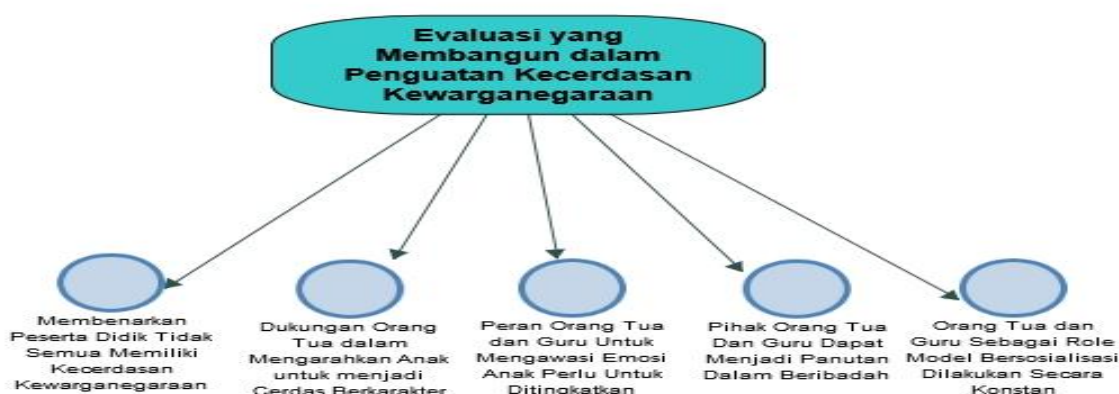 Evaluasi yang
Membangun dalam
Penguatan Kecerdasan
Kewarganegaraan
Membenarkan
Peserta Didik Tidak
Semua Memiliki
Kecerdasan
Kewarganegaraan
Dukungan Orang
Tua dalam
Mengarahkan Anak
untuk menjadi
Cerdas Berkarakter
Peran Orang Tua
dan Guru Untuk
Mengawasi Emosi
Anak Perlu Untuk
Ditingkatkan
Pihak Orang Tua
Dan Guru Dapat
Menjadi Panutan
Dalam Beribadah
Orang Tua dan
Guru Sebagai Role
Model Bersosialisasi
Dilakukan Secara
Konstan